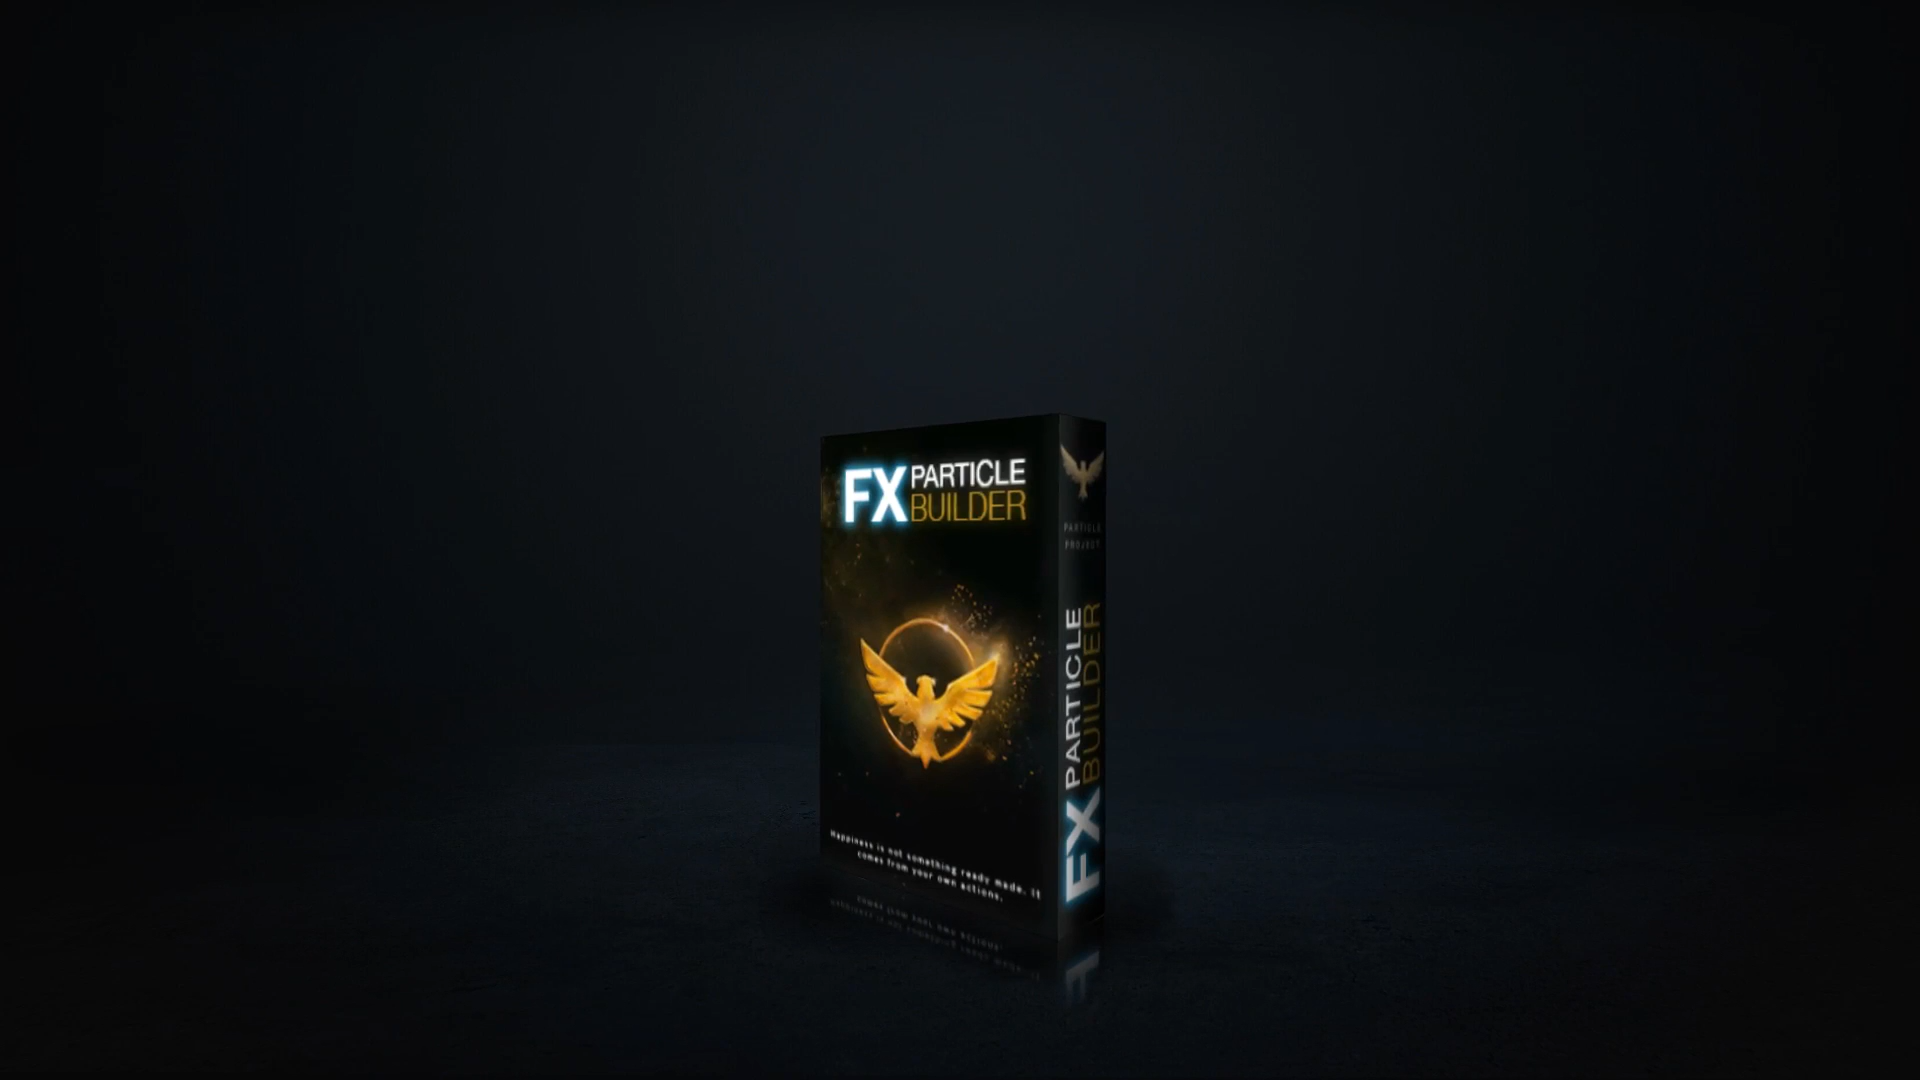 FX PARTICLE
BUILDER
Happiness is not something ready made. It
comes from your own actions.
PARTICLE
PROJECT
FX PARTICLE
BUILDER